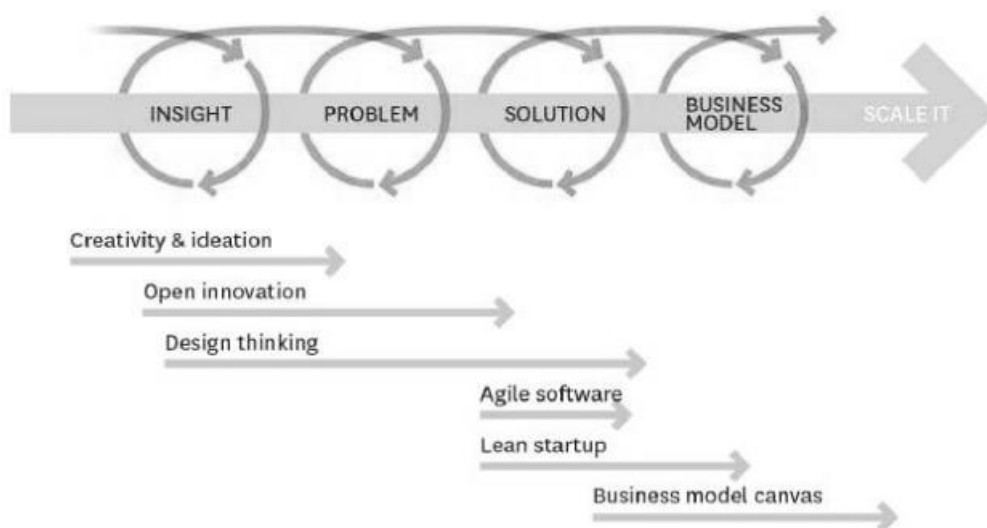 INSIGHT
PROBLEM
SOLUTION
BUSINESS
MODEL
SCALE IT
Creativity & ideation
Open innovation
Design thinking
Agile software
Lean startup
Business model canvas